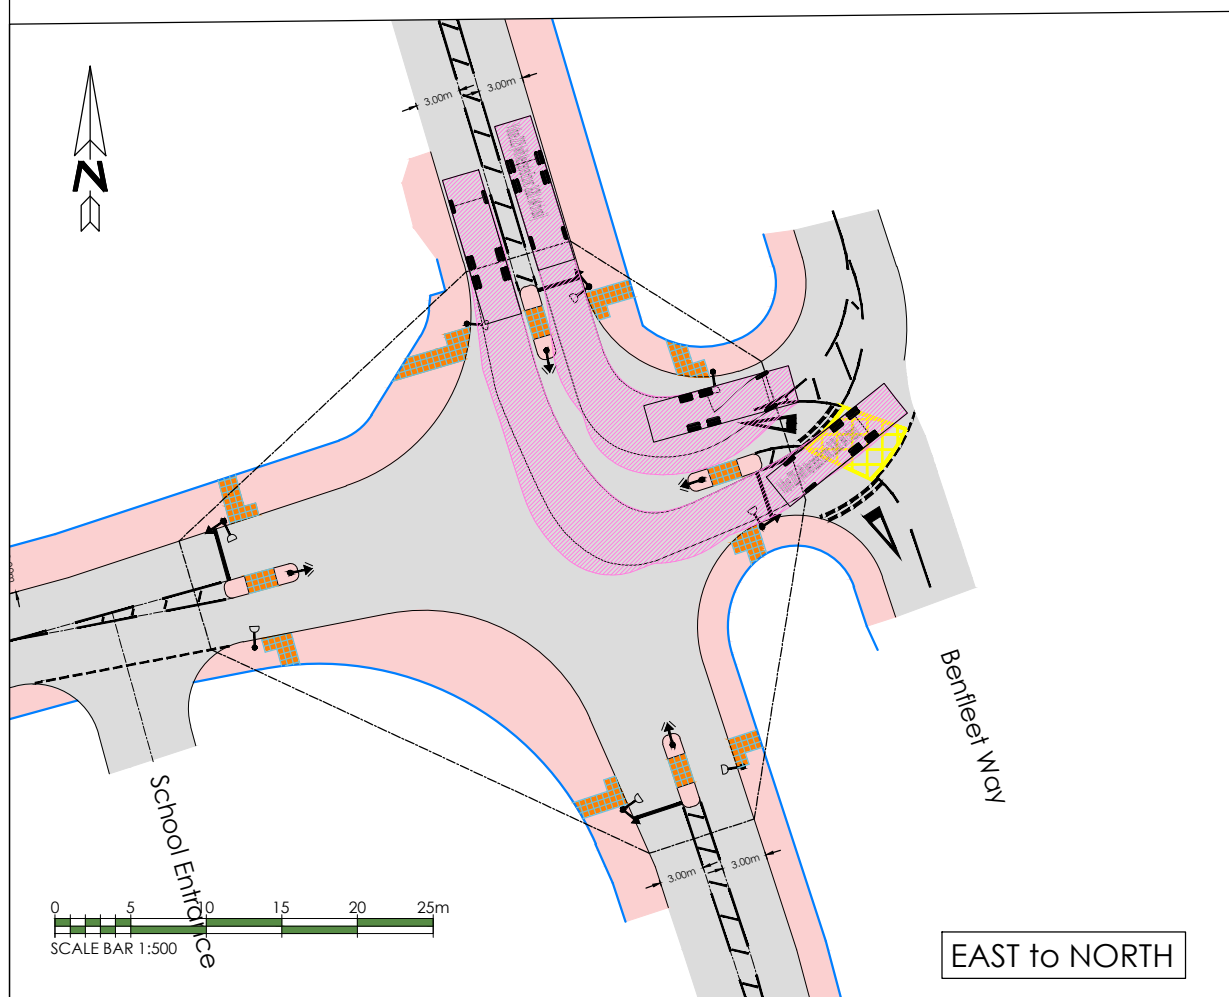 3.00m
3.00m
N
Benfleet Way
School Entrance
3.00m
3.00m
0 5 10 15 20 25m
SCALE BAR 1:500
EAST to NORTH